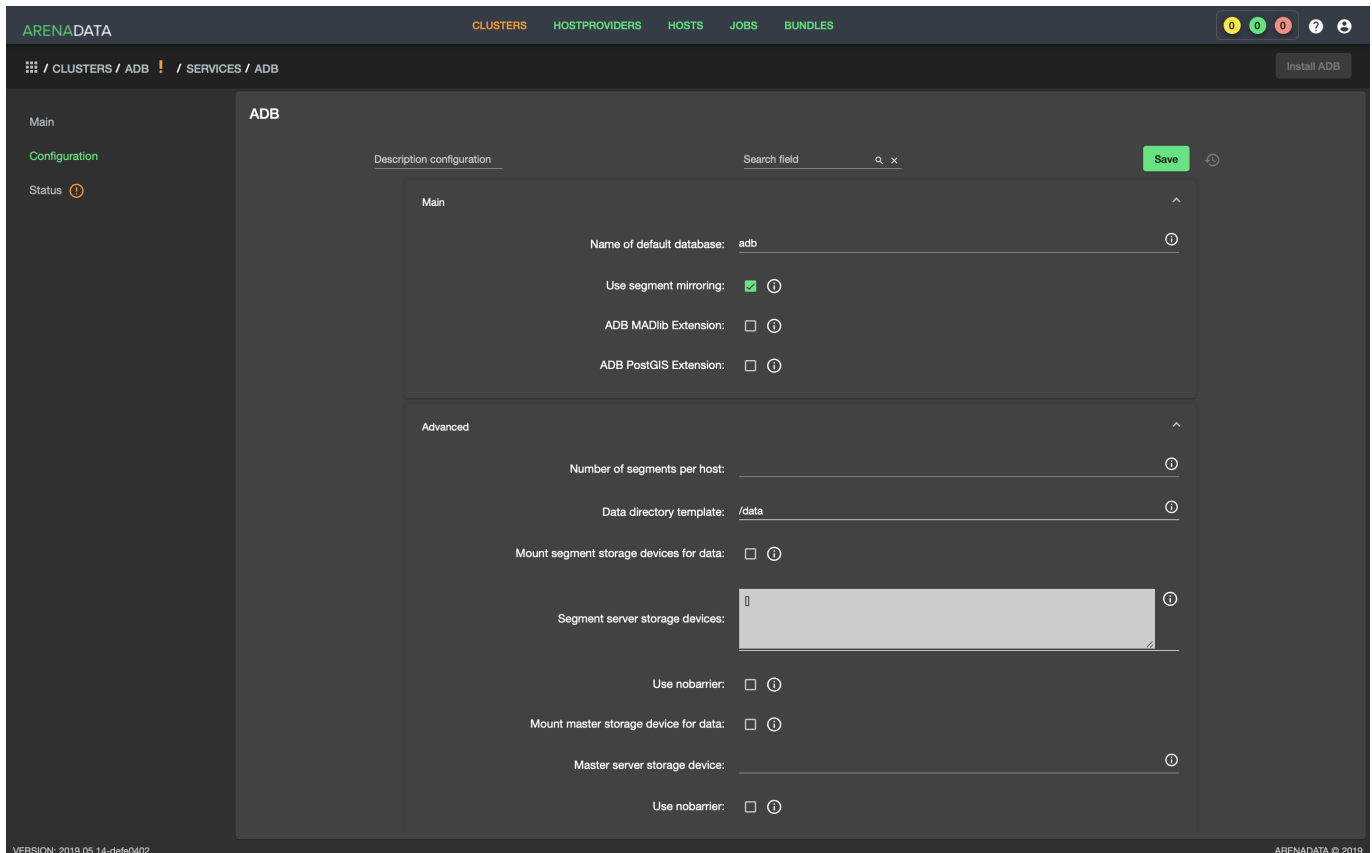 ARENADATA CLUSTERS HOSTPROVIDERS HOSTS JOBS BUNDLES 0 0 0
/ CLUSTERS / ADB ! / SERVICES / ADB Install ADB
Main
Configuration
Status
ADB
Description configuration Search field Save
Main
Name of default database: adb
Use segment mirroring:
ADB MADlib Extension:
ADB PostGIS Extension:
Advanced
Number of segments per host:
Data directory template: /data
Mount segment storage devices for data:
[]
Segment server storage devices:
Use nobarrier:
Mount master storage device for data:
Master server storage device:
Use nobarrier:
VERSION: 2019.05.14-defe0402 ARENADATA © 2019